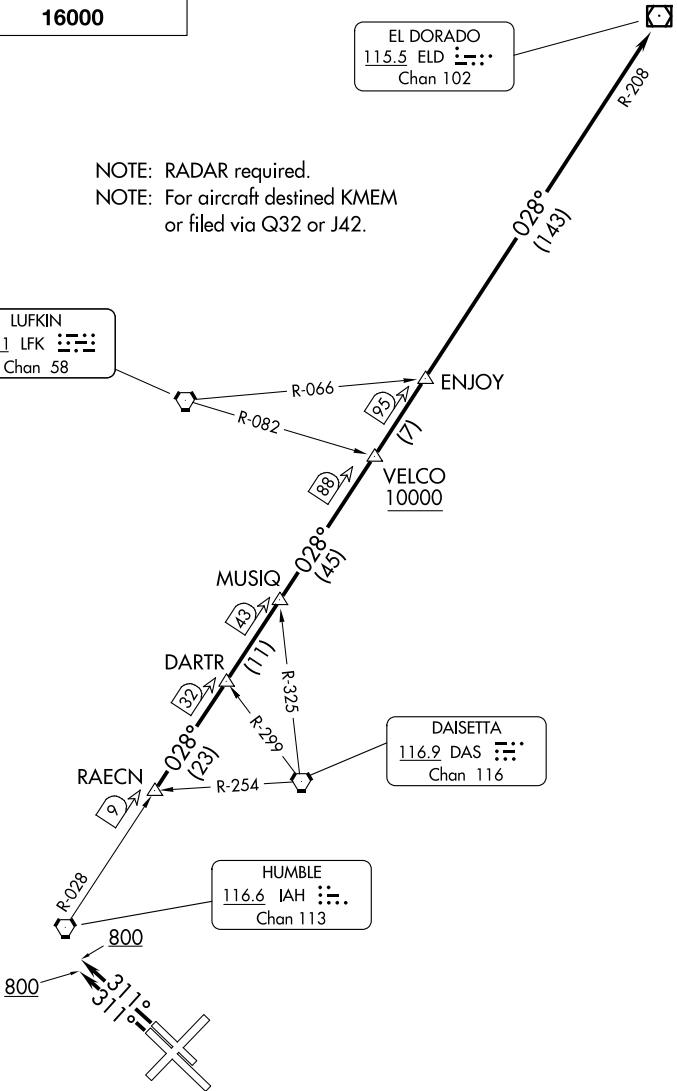 16000
EL DORADO
115.5 ELD
Chan 102
R-208
NOTE: RADAR required.
NOTE: For aircraft destined KMEM
or filed via Q32 or J42.
028°
(143)
LUFKIN
1 LFK
Chan 58
R-066
ENJOY
95
(7)
R-082
VELCO
10000
88
028°
(45)
MUSIQ
43
(11)
DARTR
32
R-325
R-299
028°
(23)
DAISETTA
116.9 DAS
Chan 116
RAECN
R-254
9
R-028
HUMBLE
116.6 IAH
Chan 113
800
800
311°
311°